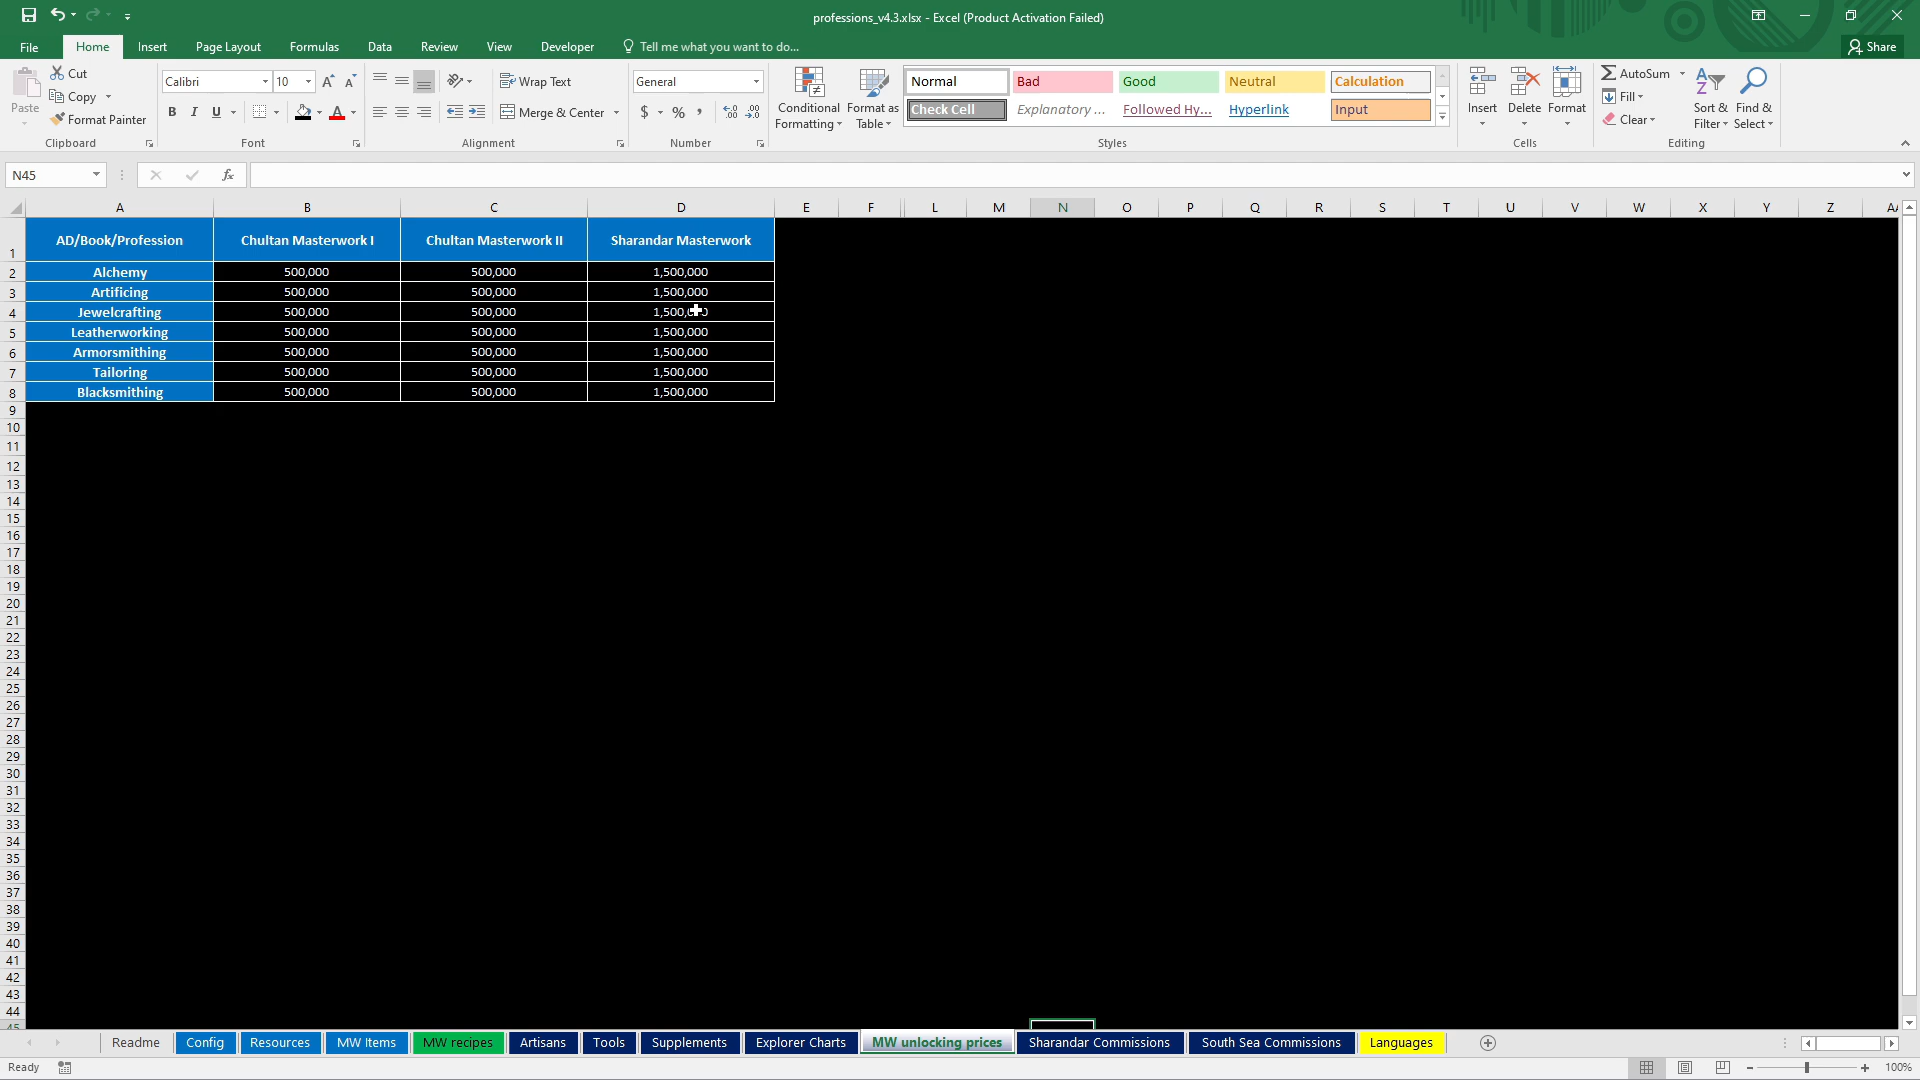 professions_v4.3.xlsx - Excel (Product Activation Failed)
File Home Insert Page Layout Formulas Data Review View Developer Tell me what you want to do... Share
Paste
Cut
Copy
Format Painter
Clipboard
Calibri 10
B I U
Font
Wrap Text
Merge & Center
Alignment
General
$ % ,
Number
Conditional Formatting
Format as Table
Normal Bad Good Neutral Calculation
Check Cell Explanatory ... Followed Hy... Hyperlink Input
Styles
Insert Delete Format
Cells
AutoSum
Fill
Clear
Sort & Filter
Find & Select
Editing
N45 fx
A B C D E F L M N O P Q R S T U V W X Y Z
1 AD/Book/Profession Chultan Masterwork I Chultan Masterwork II Sharandar Masterwork
2 Alchemy 500,000 500,000 1,500,000
3 Artificing 500,000 500,000 1,500,000
4 Jewelcrafting 500,000 500,000
5 Leatherworking 500,000 500,000 1,500,000
6 Armorsmithing 500,000 500,000 1,500,000
7 Tailoring 500,000 500,000 1,500,000
8 Blacksmithing 500,000 500,000 1,500,000
9
10
11
12
13
14
15
16
17
18
19
20
21
22
23
24
25
26
27
28
29
30
31
32
33
34
35
36
37
38
39
40
41
42
43
44
45
Readme Config Resources MW Items MW recipes Artisans Tools Supplements Explorer Charts MW unlocking prices Sharandar Commissions South Sea Commissions Languages
Ready 100%